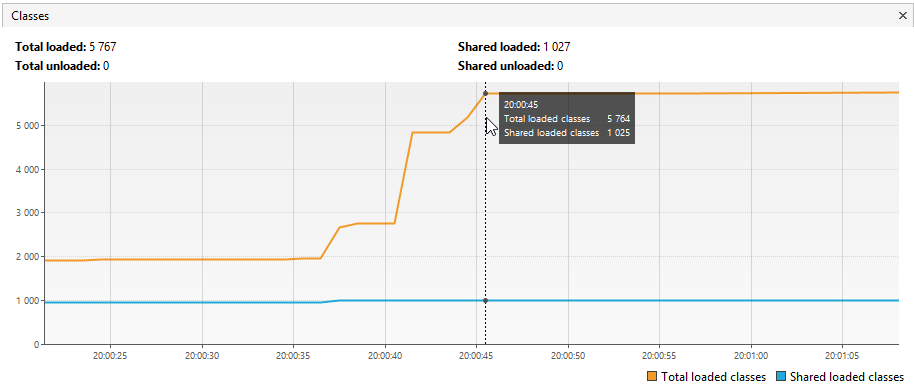 Classes
Total loaded: 5 767
Shared loaded: 1 027
Total unloaded: 0
Shared unloaded: 0
5 000
4 000
3 000
2 000
1 000
0
20:00:45
Total loaded classes 5 764
Shared loaded classes 1 025
20:00:25 20:00:30 20:00:35 20:00:40 20:00:45 20:00:50 20:00:55 20:01:00 20:01:05
Total loaded classes Shared loaded classes